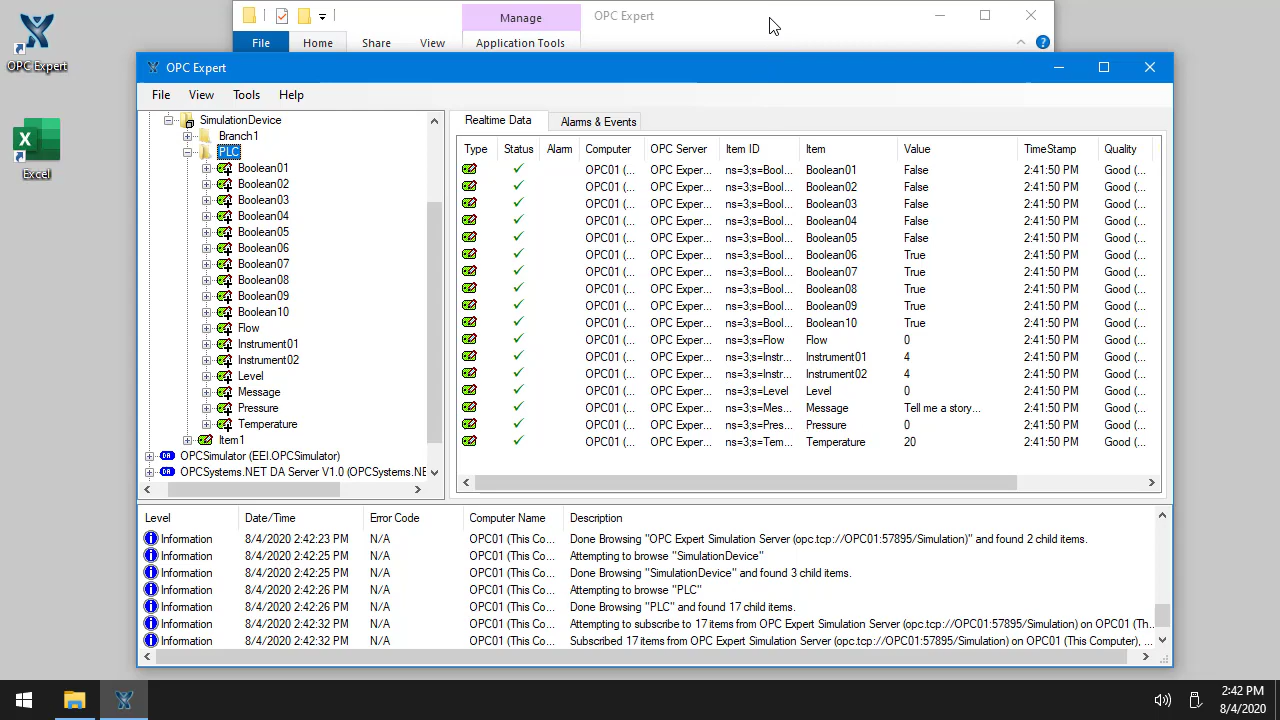 OPC Expert
Excel
Manage
OPC Expert
File
Home
Share
View
Application Tools
OPC Expert
File
View
Tools
Help
SimulationDevice
Branch1
PLC
Boolean01
Boolean02
Boolean03
Boolean04
Boolean05
Boolean06
Boolean07
Boolean08
Boolean09
Boolean10
Flow
Instrument01
Instrument02
Level
Message
Pressure
Temperature
Item1
OPCSimulator (EEI.OPCSimulator)
OPCSystems.NET DA Server V1.0 (OPCSystems.NE
Realtime Data
Alarms & Events
Type Status Alarm Computer OPC Server Item ID Item Value TimeStamp Quality
OPC01 (... OPC Exper... ns=3;s=Bool... Boolean01 False 2:41:50 PM Good (...
OPC01 (... OPC Exper... ns=3;s=Bool... Boolean02 False 2:41:50 PM Good (...
OPC01 (... OPC Exper... ns=3;s=Bool... Boolean03 False 2:41:50 PM Good (...
OPC01 (... OPC Exper... ns=3;s=Bool... Boolean04 False 2:41:50 PM Good (...
OPC01 (... OPC Exper... ns=3;s=Bool... Boolean05 False 2:41:50 PM Good (...
OPC01 (... OPC Exper... ns=3;s=Bool... Boolean06 True 2:41:50 PM Good (...
OPC01 (... OPC Exper... ns=3;s=Bool... Boolean07 True 2:41:50 PM Good (...
OPC01 (... OPC Exper... ns=3;s=Bool... Boolean08 True 2:41:50 PM Good (...
OPC01 (... OPC Exper... ns=3;s=Bool... Boolean09 True 2:41:50 PM Good (...
OPC01 (... OPC Exper... ns=3;s=Bool... Boolean10 True 2:41:50 PM Good (...
OPC01 (... OPC Exper... ns=3;s=Flow Flow 0 2:41:50 PM Good (...
OPC01 (... OPC Exper... ns=3;s=Instr... Instrument01 4 2:41:50 PM Good (...
OPC01 (... OPC Exper... ns=3;s=Instr... Instrument02 4 2:41:50 PM Good (...
OPC01 (... OPC Exper... ns=3;s=Level Level 0 2:41:50 PM Good (...
OPC01 (... OPC Exper... ns=3;s=Mes... Message Tell me a story... 2:41:50 PM Good (...
OPC01 (... OPC Exper... ns=3;s=Pres... Pressure 0 2:41:50 PM Good (...
OPC01 (... OPC Exper... ns=3;s=Tem... Temperature 20 2:41:50 PM Good (...
Level Date/Time Error Code Computer Name Description
Information 8/4/2020 2:42:23 PM N/A OPC01 (This Co... Done Browsing "OPC Expert Simulation Server (opc.tcp://OPC01:57895/Simulation)" and found 2 child items.
Information 8/4/2020 2:42:25 PM N/A OPC01 (This Co... Attempting to browse "SimulationDevice"
Information 8/4/2020 2:42:25 PM N/A OPC01 (This Co... Done Browsing "SimulationDevice" and found 3 child items.
Information 8/4/2020 2:42:26 PM N/A OPC01 (This Co... Attempting to browse "PLC"
Information 8/4/2020 2:42:26 PM N/A OPC01 (This Co... Done Browsing "PLC" and found 17 child items.
Information 8/4/2020 2:42:32 PM N/A OPC01 (This Co... Attempting to subscribe to 17 items from OPC Expert Simulation Server (opc.tcp://OPC01:57895/Simulation) on OPC01 (Th...
Information 8/4/2020 2:42:32 PM N/A OPC01 (This Co... Subscribed 17 items from OPC Expert Simulation Server (opc.tcp://OPC01:57895/Simulation) on OPC01 (This Computer), ...
2:42 PM
8/4/2020